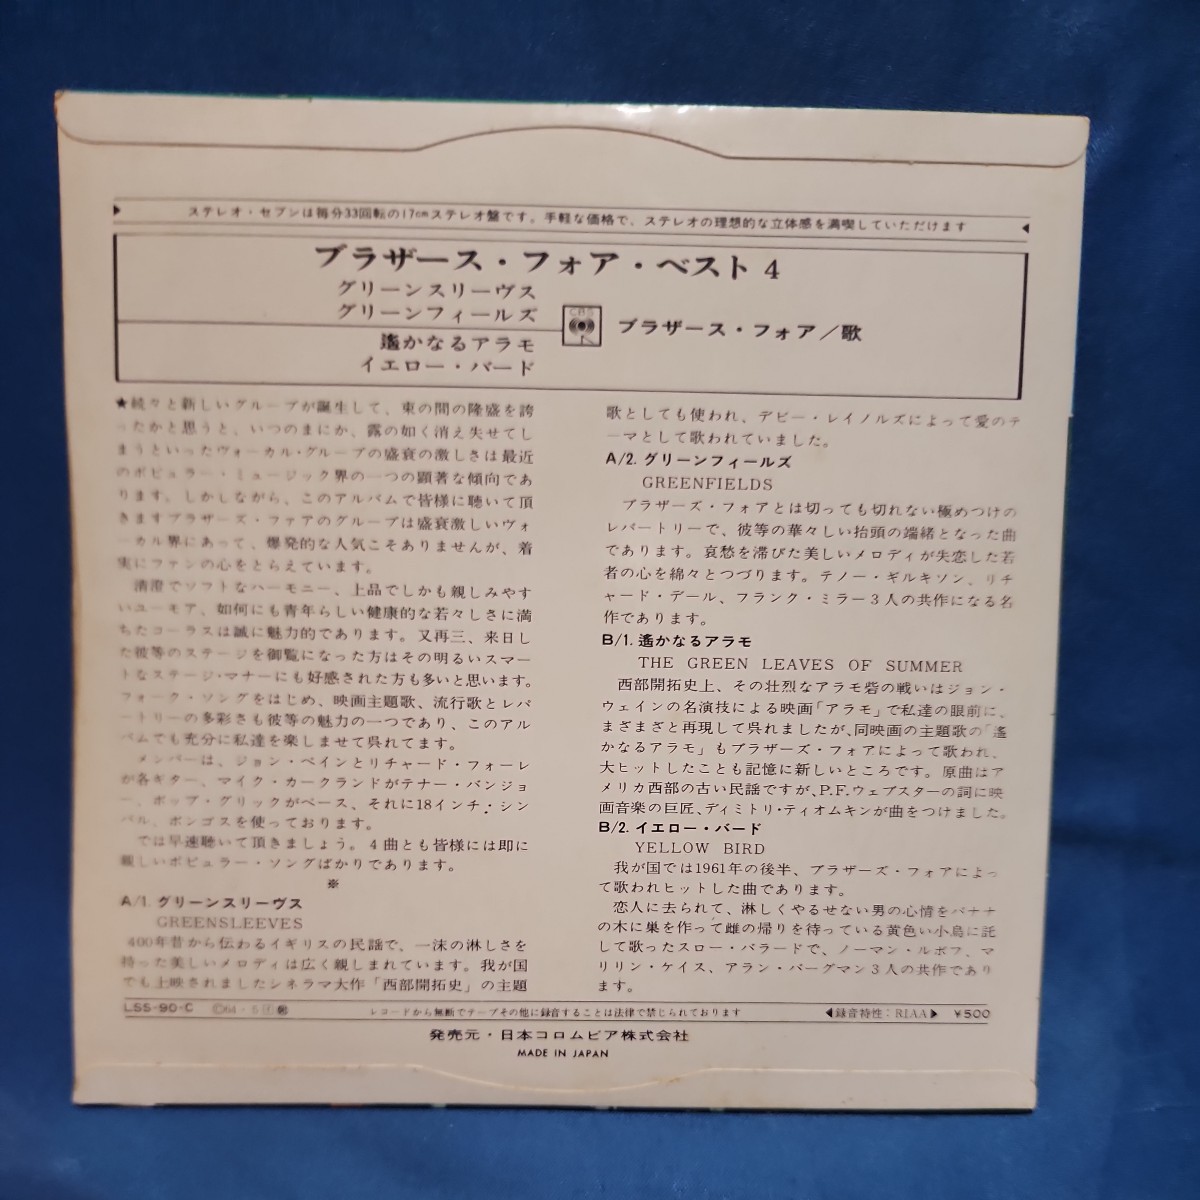 ステレオ・セブンは毎分33回転の17cmステレオ盤です。手軽な価格で、ステレオの理想的な立体感を満喫していただけます
ブラザース・フォア・ベスト 4
グリーンスリーヴス
グリーンフィールズ
遙かなるアラモ
イエロー・バード
CBS
ブラザース・フォア／歌
★続々と新しいグループが誕生して、束の間の隆盛を誇
ったかと思うと、いつのまにか、露の如く消え失せてし
まうといったヴォーカル・グループの盛衰の激しさは最近
のポピュラー・ミュージック界の一つの顕著な傾向であ
ります。しかしながら、このアルバムで皆様に聴いて頂
きますブラザーズ・フォアのグループは盛衰激しいヴォ
ーカル界にあって、爆発的な人気こそありませんが、着
実にファンの心をとらえています。
清澄でソフトなハーモニー、上品でしかも親しみやす
いユーモア、如何にも青年らしい健康的な若々しさに満
ちたコーラスは誠に魅力的であります。又再三、来日し
た彼等のステージを御覧になった方はその明るいスマー
トなステージ・マナーにも好感された方も多いと思います。
フォーク・ソングをはじめ、映画主題歌、流行歌とレパ
ートリーの多彩さも彼等の魅力の一つであり、このアル
バムでも充分に私達を楽しませて呉れてます。
メンバーは、ジョン・ペインとリチャード・フォーレ
が各ギター、マイク・カークランドがテナー・バンジョ
ー、ボップ・グリックがベース、それに18インチ・シン
バル、ボンゴスを使っております。
では早速聴いて頂きましょう。4曲とも皆様には即に
親しいポピュラー・ソングばかりであります。
※
A/1. グリーンスリーヴス
GREENSLEEVES
400年昔から伝わるイギリスの民謡で、一沫の淋しさを
持った美しいメロディは広く親しまれています。我が国
でも上映されましたシネラマ大作「西部開拓史」の主題
歌としても使われ、デビー・レイノルズによって愛のテ
ーマとして歌われていました。
A/2. グリーンフィールズ
GREENFIELDS
ブラザーズ・フォアとは切っても切れない極めつけの
レパートリーで、彼等の華々しい抬頭の端緒となった曲
であります。哀愁を滞びた美しいメロディが失恋した若
者の心を綿々とつづります。テノー・ギルキソン、リチ
ャード・デール、フランク・ミラー3人の共作になる名
作であります。
B/1. 遙かなるアラモ
THE GREEN LEAVES OF SUMMER
西部開拓史上、その壮烈なアラモ砦の戦いはジョン・
ウェインの名演技による映画「アラモ」で私達の眼前に、
まざまざと再現して呉れましたが、同映画の主題歌の「遙
かなるアラモ」もブラザーズ・フォアによって歌われ、
大ヒットしたことも記憶に新しいところです。原曲はア
メリカ西部の古い民謡ですが、P.F.ウェブスターの詞に映
画音楽の巨匠、ディミトリ・ティオムキンが曲をつけました。
B/2. イエロー・バード
YELLOW BIRD
我が国では1961年の後半、ブラザーズ・フォアによっ
て歌われヒットした曲であります。
恋人に去られて、淋しくやるせない男の心情をバナナ
の木に巣を作って雌の帰りを待っている黄色い小鳥に託
して歌ったスロー・バラードで、ノーマン・ルボフ、マ
リリン・ケイス、アラン・バーグマン3人の共作であり
ます。
LSS-90-C Ⓒ64・5
レコードから無断でテープその他に録音することは法律で禁じられております
◀録音特性：RIAA▶ ¥500
発売元・日本コロムビア株式会社
MADE IN JAPAN